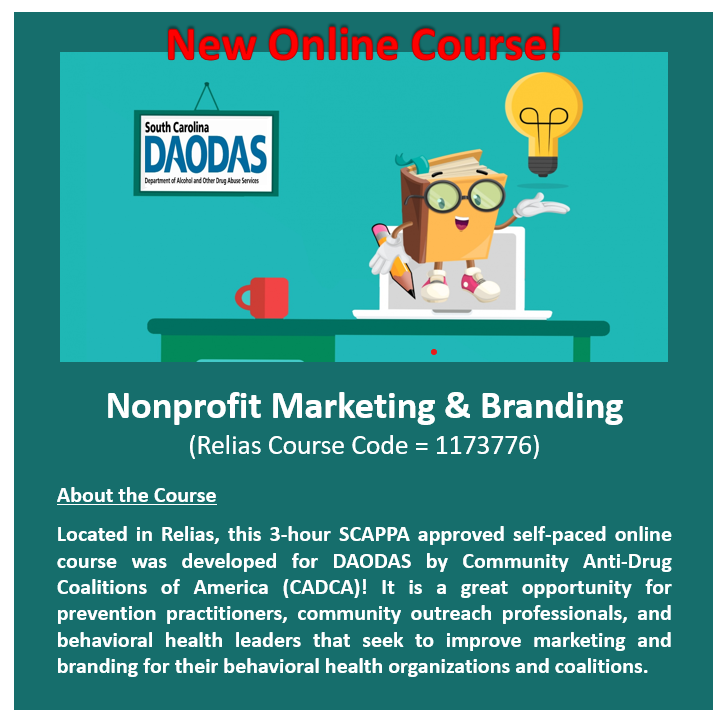 New Online Course!
South Carolina
DAODAS
Department of Alcohol and Other Drug Abuse Services
Nonprofit Marketing & Branding
(Relias Course Code = 1173776)
About the Course
Located in Relias, this 3-hour SCAPPA approved self-paced online
course was developed for DAODAS by Community Anti-Drug
Coalitions of America (CADCA)! It is a great opportunity for
prevention practitioners, community outreach professionals, and
behavioral health leaders that seek to improve marketing and
branding for their behavioral health organizations and coalitions.